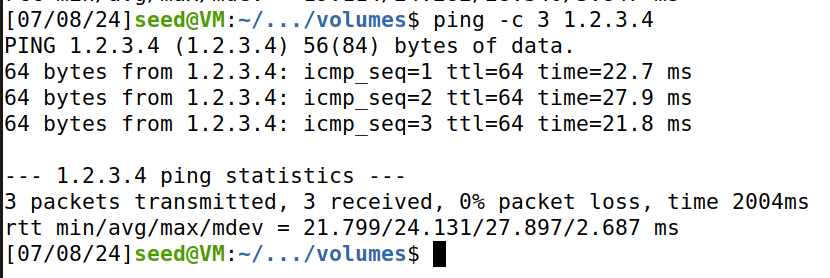 [07/08/24]seed@VM:~/.../volumes$ ping -c 3 1.2.3.4
PING 1.2.3.4 (1.2.3.4) 56(84) bytes of data.
64 bytes from 1.2.3.4: icmp_seq=1 ttl=64 time=22.7 ms
64 bytes from 1.2.3.4: icmp_seq=2 ttl=64 time=27.9 ms
64 bytes from 1.2.3.4: icmp_seq=3 ttl=64 time=21.8 ms
--- 1.2.3.4 ping statistics ---
3 packets transmitted, 3 received, 0% packet loss, time 2004ms
rtt min/avg/max/mdev = 21.799/24.131/27.897/2.687 ms
[07/08/24]seed@VM:~/.../volumes$